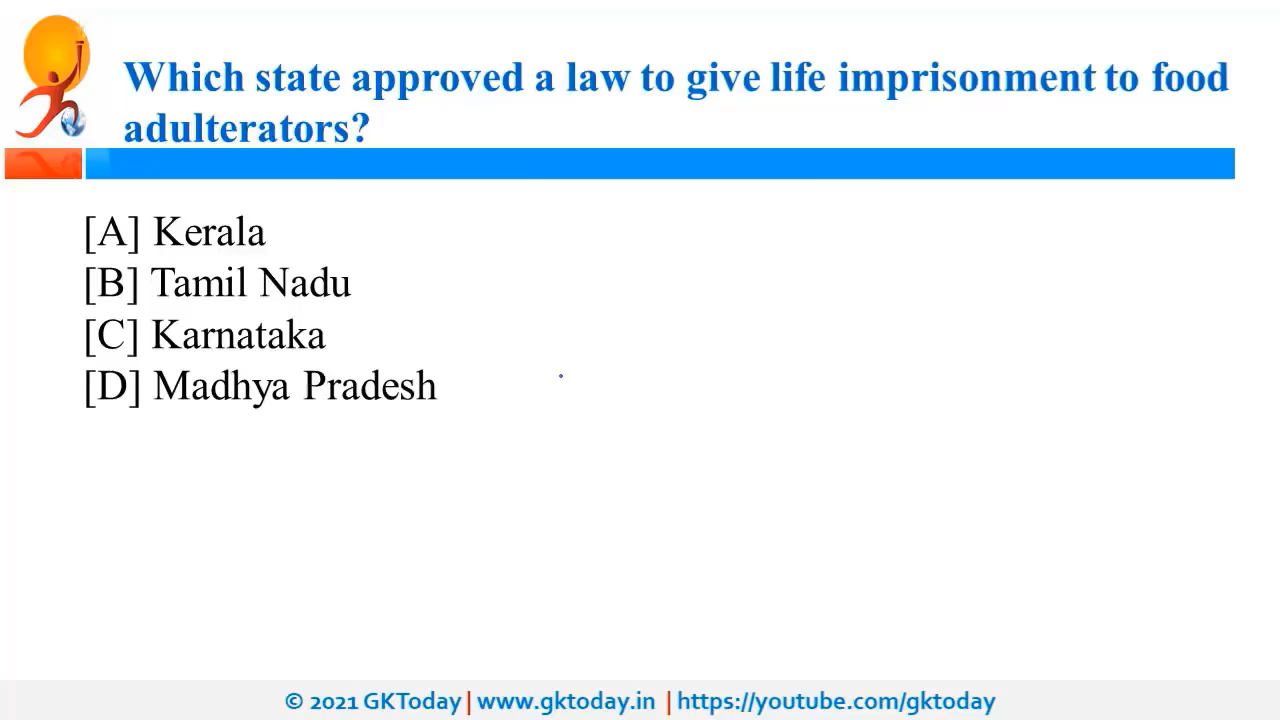 Which state approved a law to give life imprisonment to food
adulterators?
[A] Kerala
[B] Tamil Nadu
[C] Karnataka
[D] Madhya Pradesh
© 2021 GKToday | www.gktoday.in | https://youtube.com/gktoday